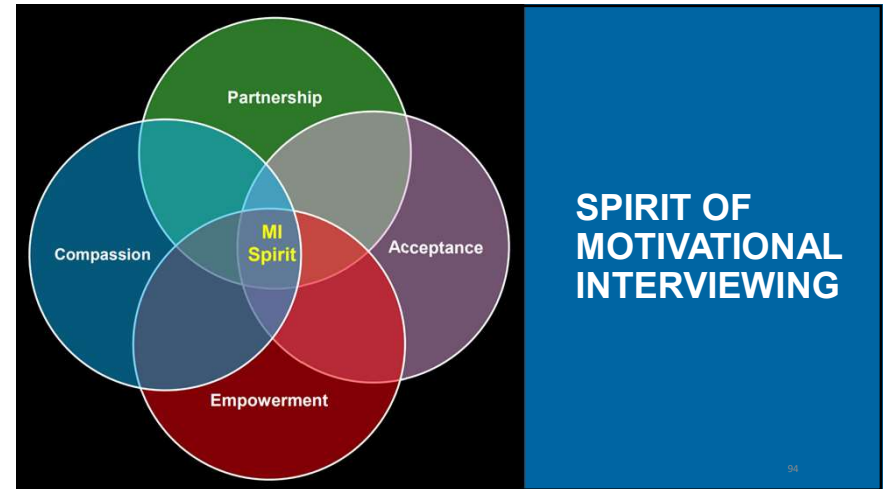 Partnership
Compassion
MI
Spirit
Acceptance
Empowerment
SPIRIT OF
MOTIVATIONAL
INTERVIEWING
94